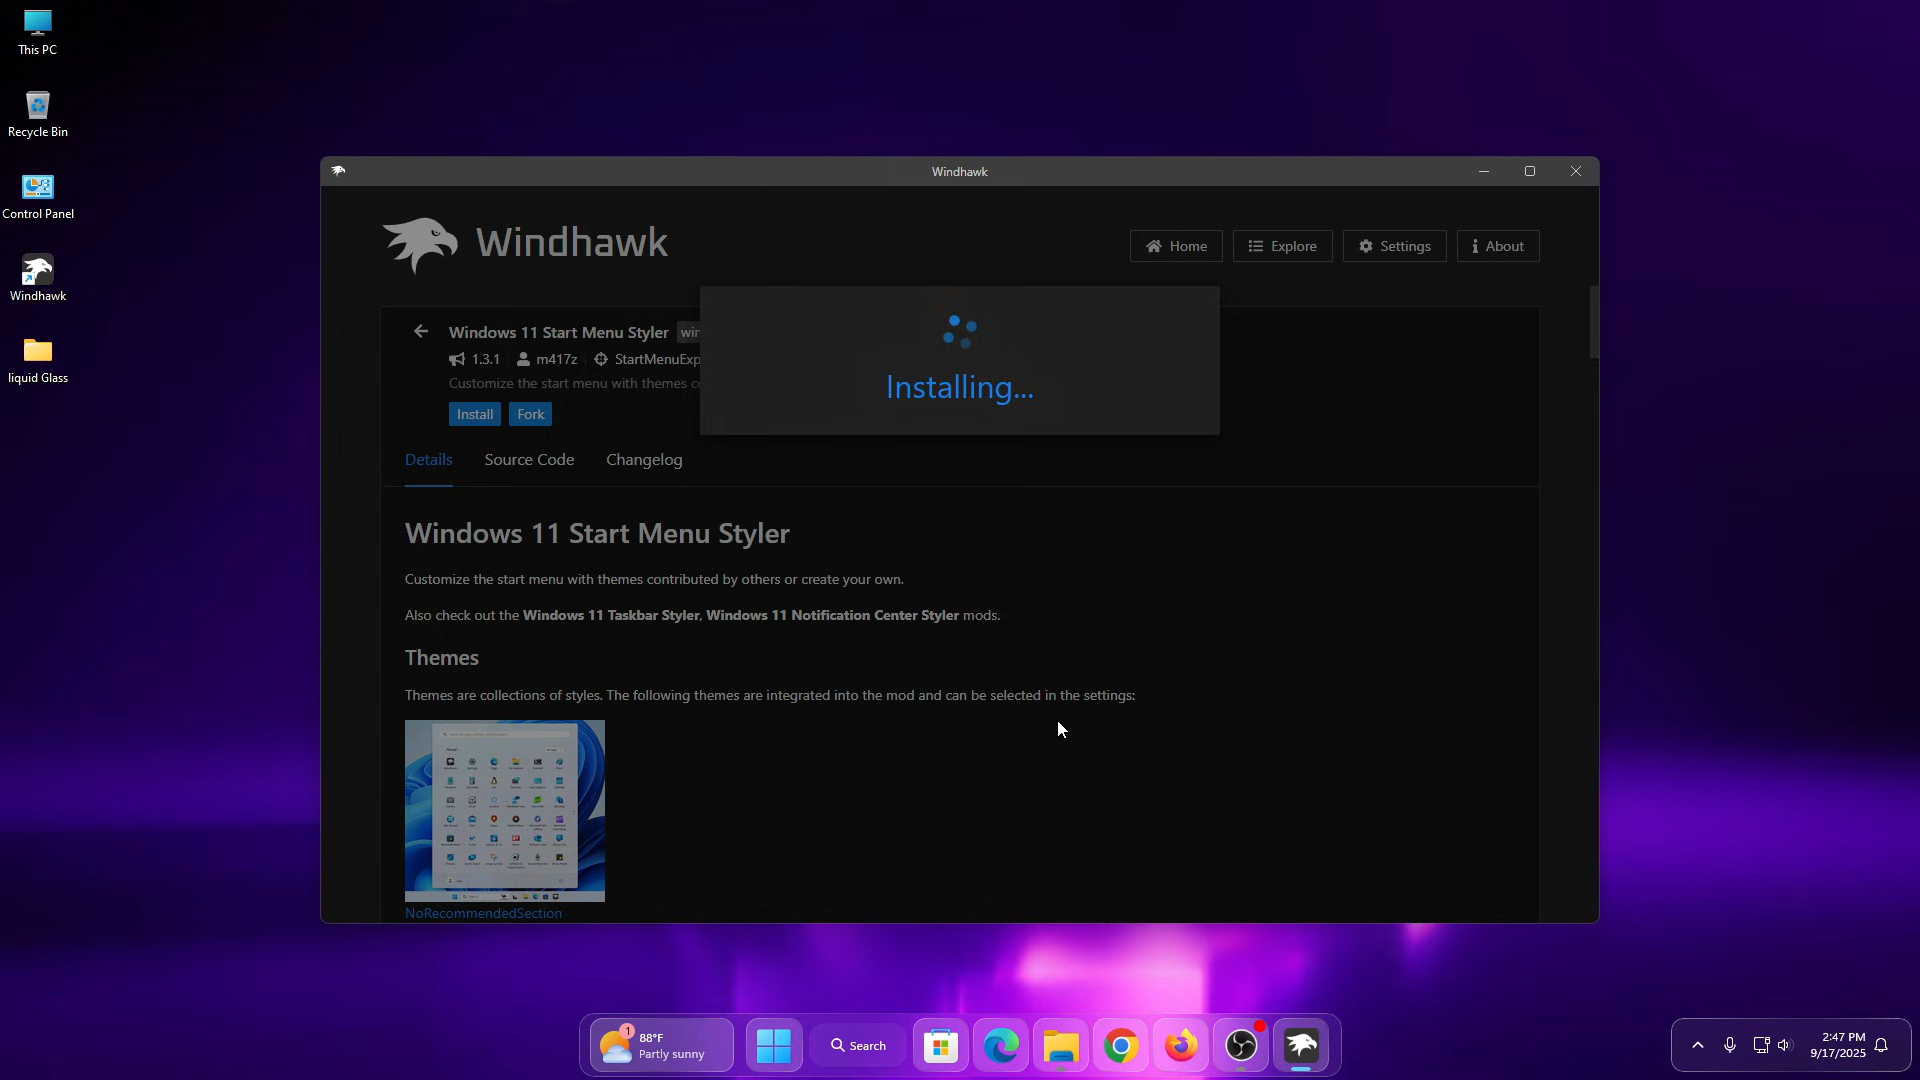 This PC
Recycle Bin
Control Panel
Windhawk
liquid Glass
Windhawk
Windhawk
Home
Explore
Settings
About
Windows 11 Start Menu Styler
1.3.1
m417z
StartMenuExp
Customize the start menu with themes
Install
Fork
Installing...
Details
Source Code
Changelog
Windows 11 Start Menu Styler
Customize the start menu with themes contributed by others or create your own.
Also check out the Windows 11 Taskbar Styler, Windows 11 Notification Center Styler mods.
Themes
Themes are collections of styles. The following themes are integrated into the mod and can be selected in the settings:
NoRecommendedSection
1
88°F
Partly sunny
Search
2:47 PM
9/17/2025